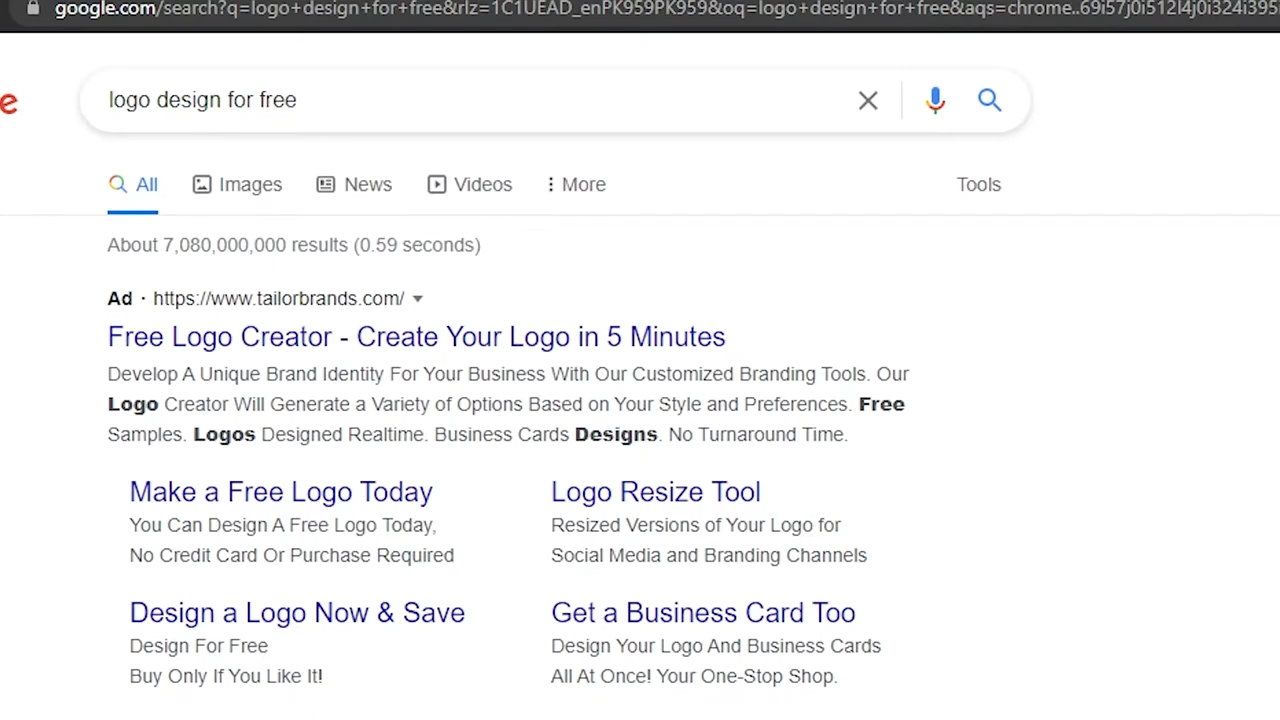 google.com/search?q=logo+design+for+free&rlz=1C1UEAD_enPK959PK959&oq=logo+design+for+free&aqs=chrome..69i57j0i512l4j0i324i395
e
logo design for free
All Images News Videos More Tools
About 7,080,000,000 results (0.59 seconds)
Ad · https://www.tailorbrands.com/
Free Logo Creator - Create Your Logo in 5 Minutes
Develop A Unique Brand Identity For Your Business With Our Customized Branding Tools. Our
Logo Creator Will Generate a Variety of Options Based on Your Style and Preferences. Free
Samples. Logos Designed Realtime. Business Cards Designs. No Turnaround Time.
Make a Free Logo Today
You Can Design A Free Logo Today,
No Credit Card Or Purchase Required
Logo Resize Tool
Resized Versions of Your Logo for
Social Media and Branding Channels
Design a Logo Now & Save
Design For Free
Buy Only If You Like It!
Get a Business Card Too
Design Your Logo And Business Cards
All At Once! Your One-Stop Shop.